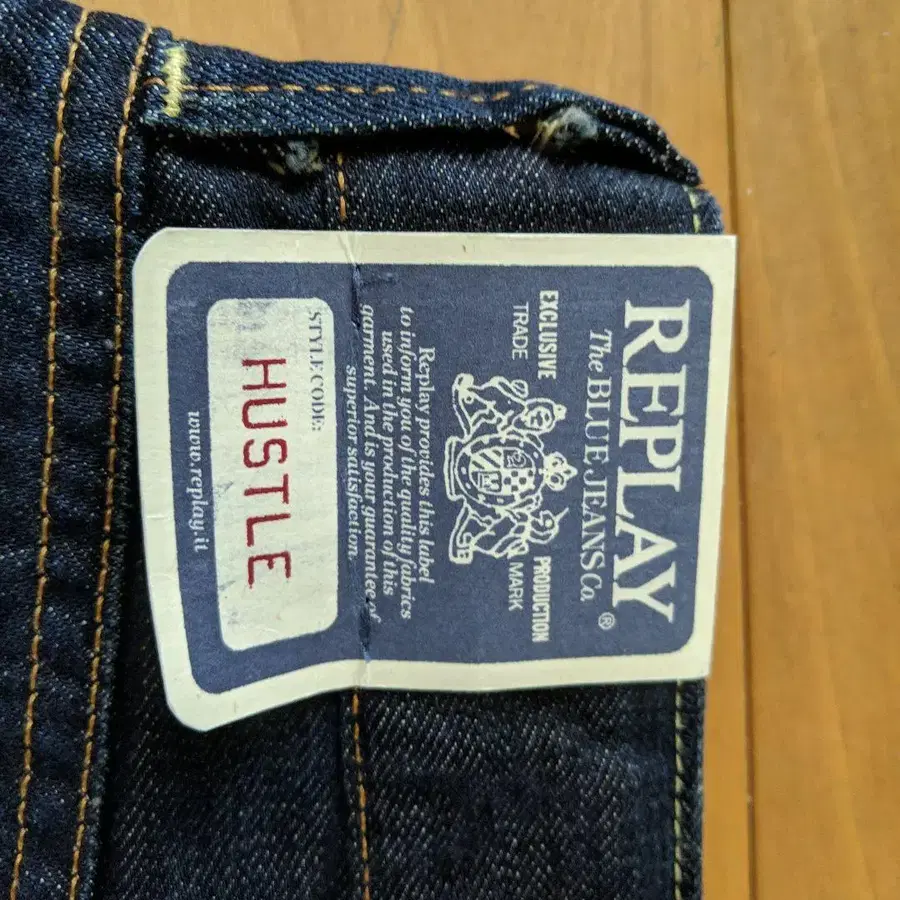 REPLAY®
The BLUE JEANS Co.
EXCLUSIVE PRODUCTION
TRADE MARK
Replay provides this label
to inform you of the quality fabrics
used in the production of this
garment. And is your guarantee of
superior satisfaction.
STYLE CODE:
HUSTLE
www.replay.it